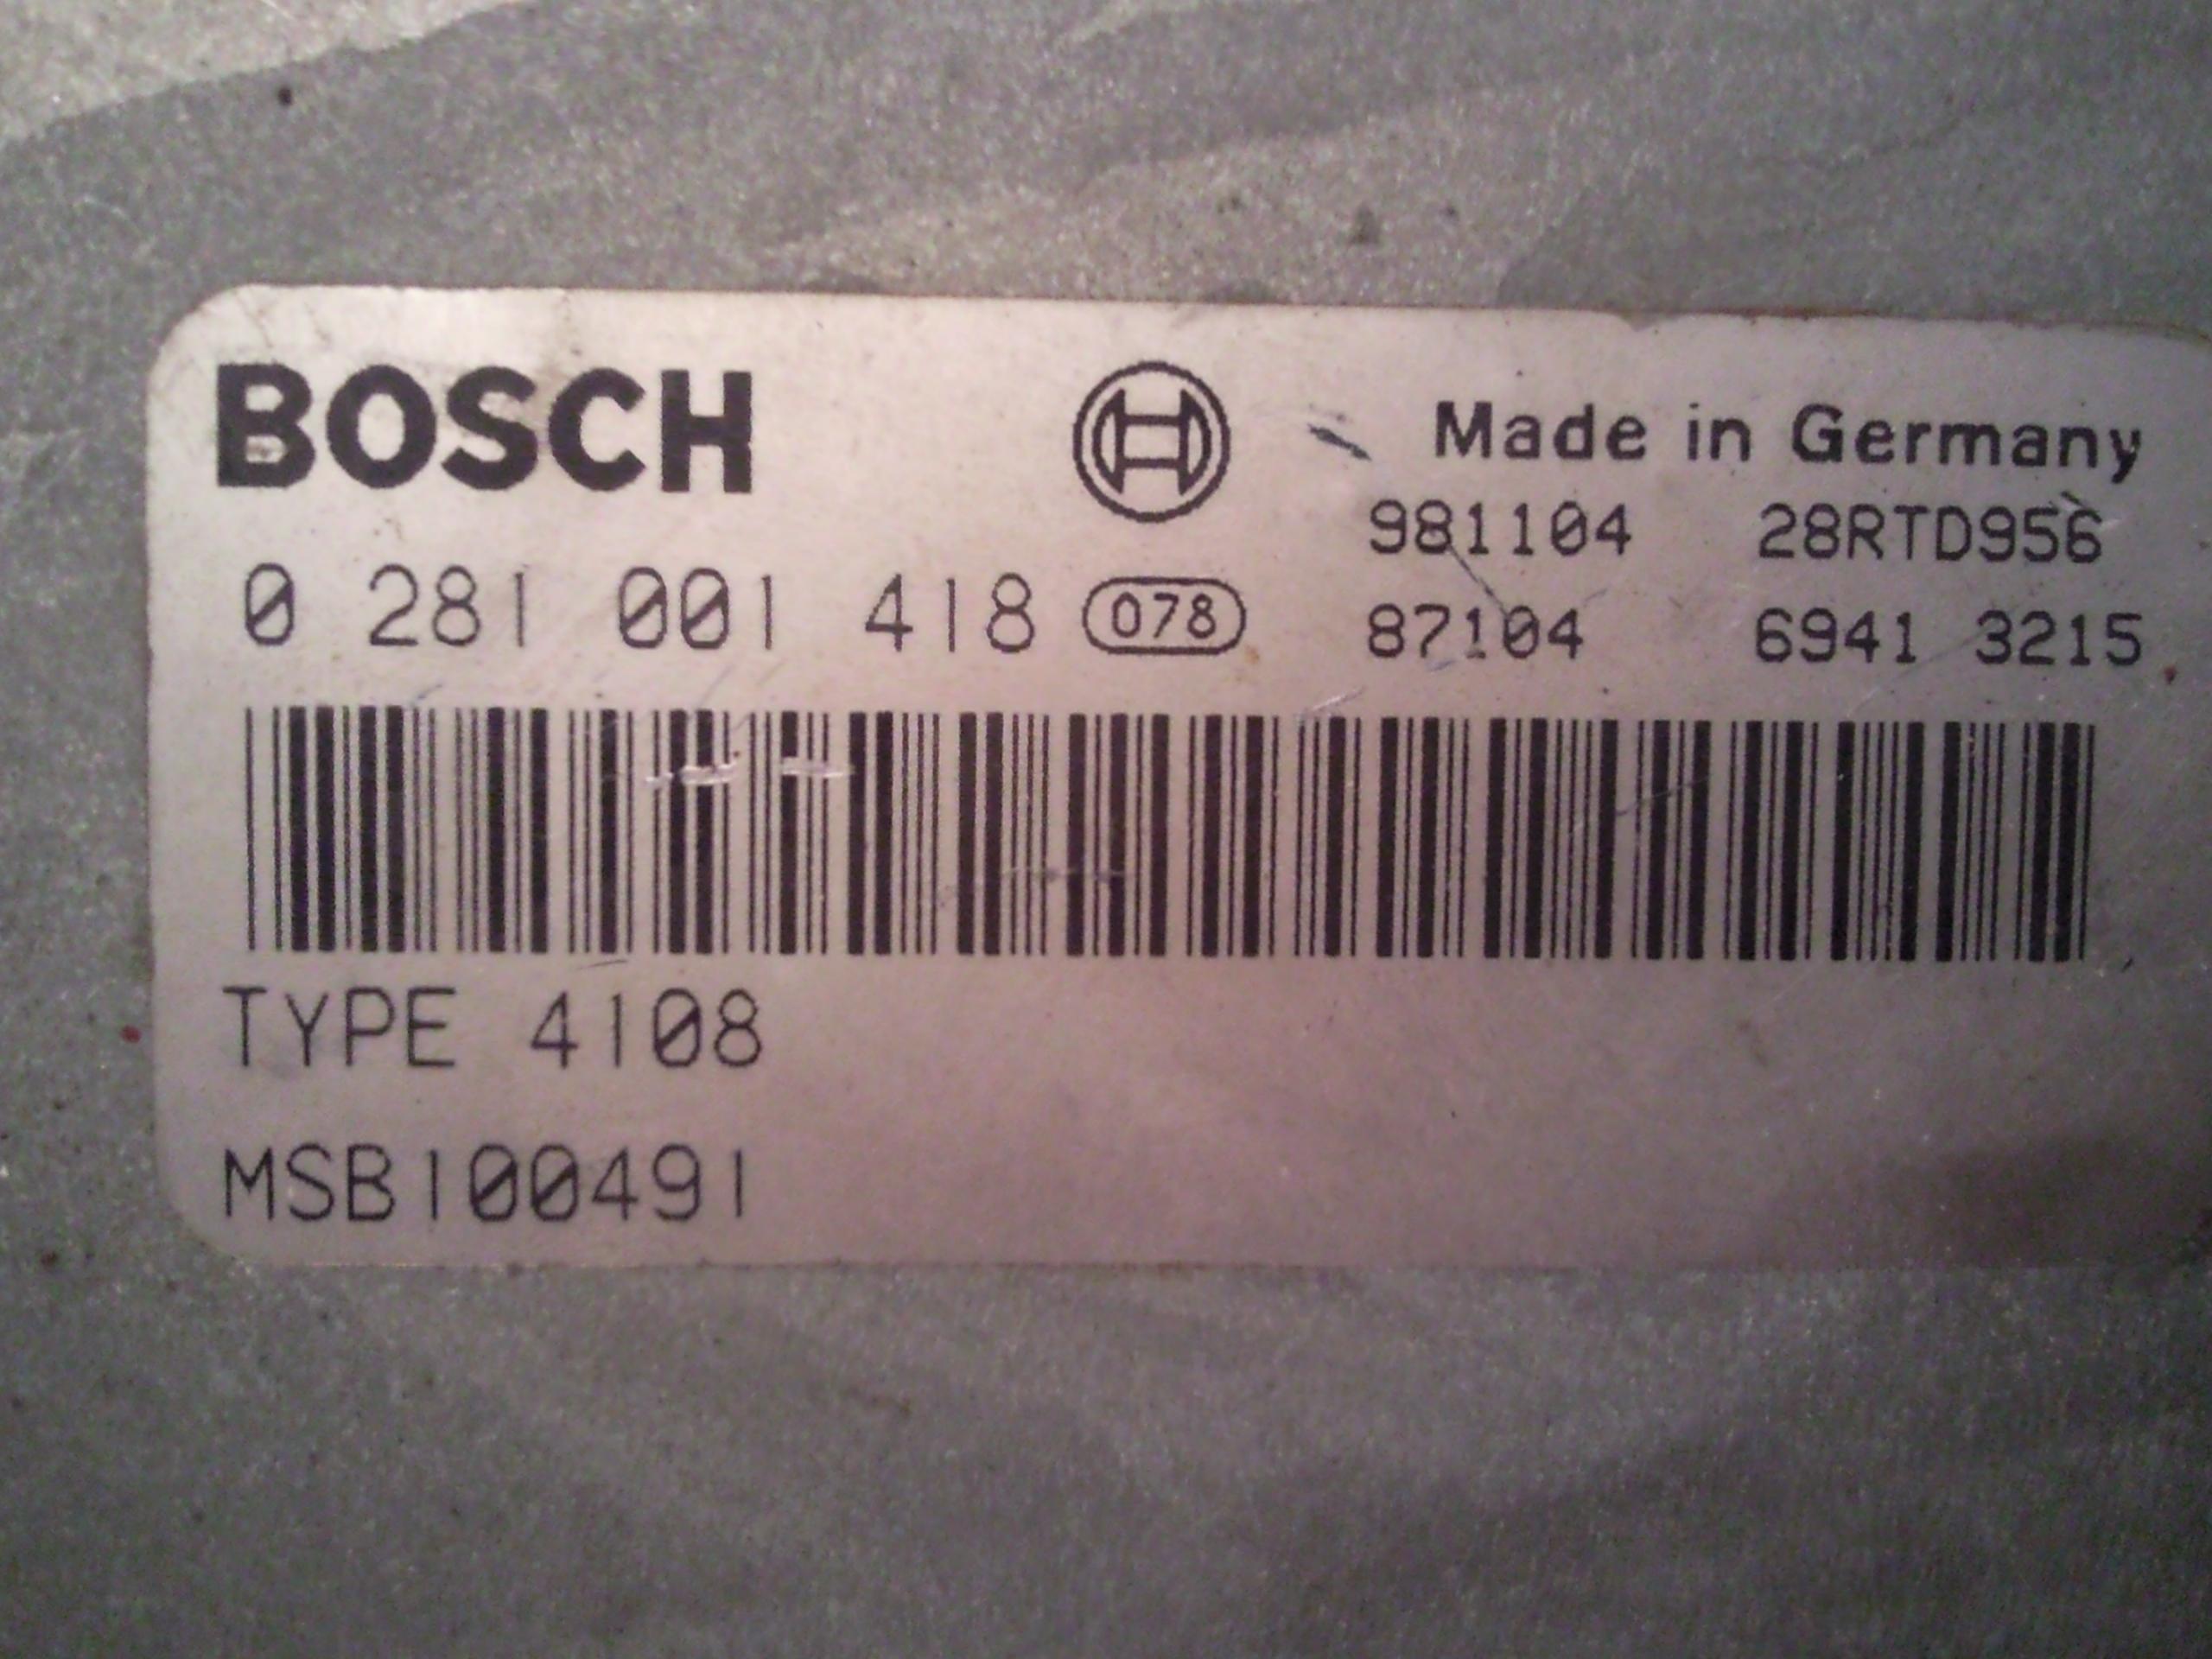 BOSCH
Made in Germany
981104 28RTD956
0 281 001 418 078
87104 6941 3215
TYPE 4108
MSB100491